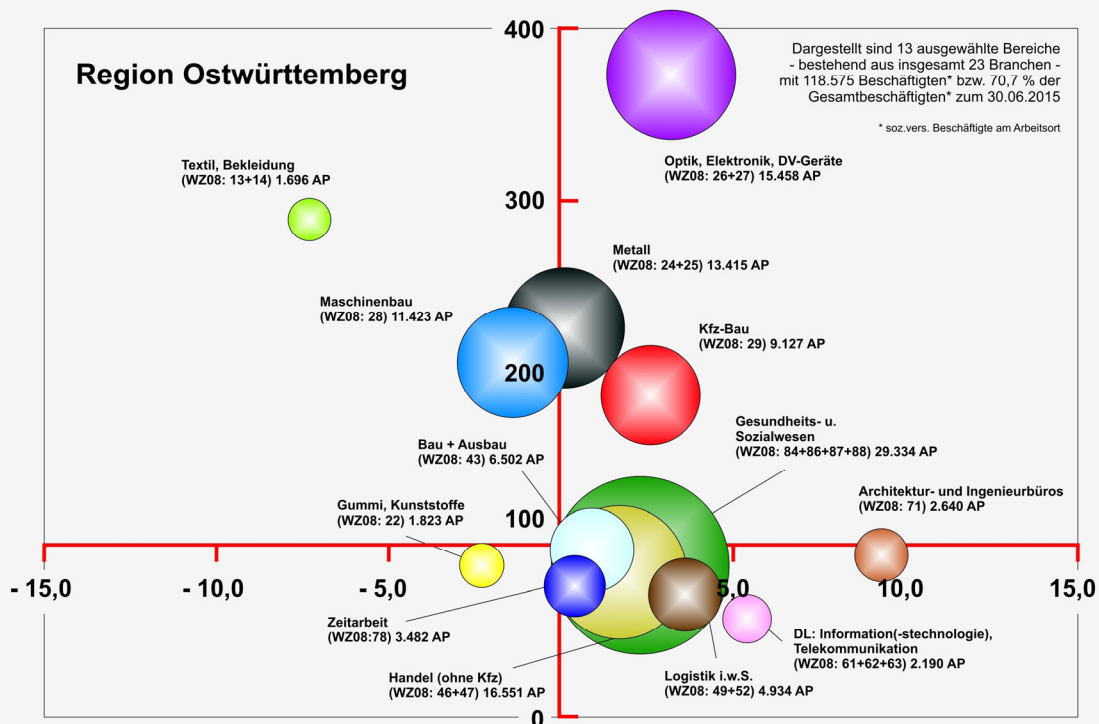 400
Region Ostwürttemberg
Dargestellt sind 13 ausgewählte Bereiche
- bestehend aus insgesamt 23 Branchen -
mit 118.575 Beschäftigten* bzw. 70,7 % der
Gesamtbeschäftigten* zum 30.06.2015
* soz.vers. Beschäftigte am Arbeitsort
Textil, Bekleidung
(WZ08: 13+14) 1.696 AP
Optik, Elektronik, DV-Geräte
(WZ08: 26+27) 15.458 AP
300
Metall
(WZ08: 24+25) 13.415 AP
Maschinenbau
(WZ08: 28) 11.423 AP
Kfz-Bau
(WZ08: 29) 9.127 AP
200
Gesundheits- u.
Sozialwesen
(WZ08: 84+86+87+88) 29.334 AP
Bau + Ausbau
(WZ08: 43) 6.502 AP
Architektur- und Ingenieurbüros
(WZ08: 71) 2.640 AP
Gummi, Kunststoffe
(WZ08: 22) 1.823 AP
100
- 15,0
- 10,0
- 5,0
5,0
10,0
15,0
Zeitarbeit
(WZ08:78) 3.482 AP
DL: Information(-stechnologie),
Telekommunikation
(WZ08: 61+62+63) 2.190 AP
Handel (ohne Kfz)
(WZ08: 46+47) 16.551 AP
Logistik i.w.S.
(WZ08: 49+52) 4.934 AP
0